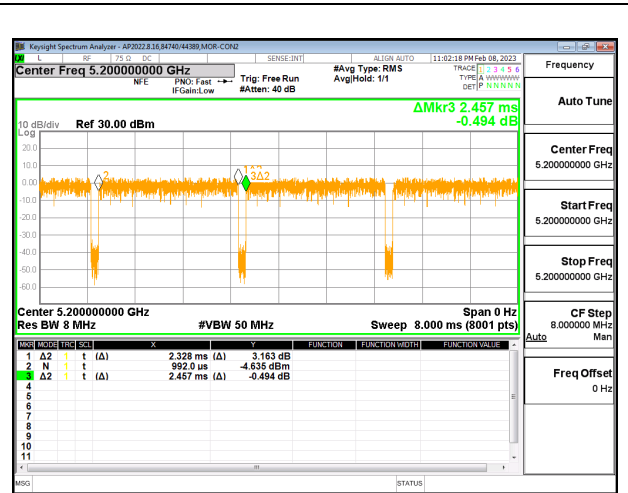 Keysight Spectrum Analyzer - AP2022.8.16,84740/44389,MOR-CON2
L RF 75 Ω DC SENSE:INT ALIGN AUTO 11:02:18 PM Feb 08, 2023
Center Freq 5.200000000 GHz #Avg Type: RMS TRACE 1 2 3 4 5 6
NFE PNO: Fast Trig: Free Run Avg|Hold: 1/1 TYPE A WWWWW
IFGain:Low #Atten: 40 dB DET P NNNNN
Frequency
Auto Tune
ΔMkr3 2.457 ms
10 dB/div Ref 30.00 dBm -0.494 dB
Log
20.0
10.0
0.00
-10.0
-20.0
-30.0
-40.0
-50.0
-60.0
2
3Δ2
Center Freq
5.200000000 GHz
Start Freq
5.200000000 GHz
Stop Freq
5.200000000 GHz
Center 5.200000000 GHz Span 0 Hz
Res BW 8 MHz #VBW 50 MHz Sweep 8.000 ms (8001 pts)
CF Step
8.000000 MHz
Auto Man
Freq Offset
0 Hz
MKR MODE TRC SCL X Y FUNCTION FUNCTION WIDTH FUNCTION VALUE
1 Δ2 1 t (Δ) 2.328 ms (Δ) 3.163 dB
2 N 1 t 992.0 µs -4.635 dBm
3 Δ2 1 t (Δ) 2.457 ms (Δ) -0.494 dB
4
5
6
7
8
9
10
11
MSG STATUS